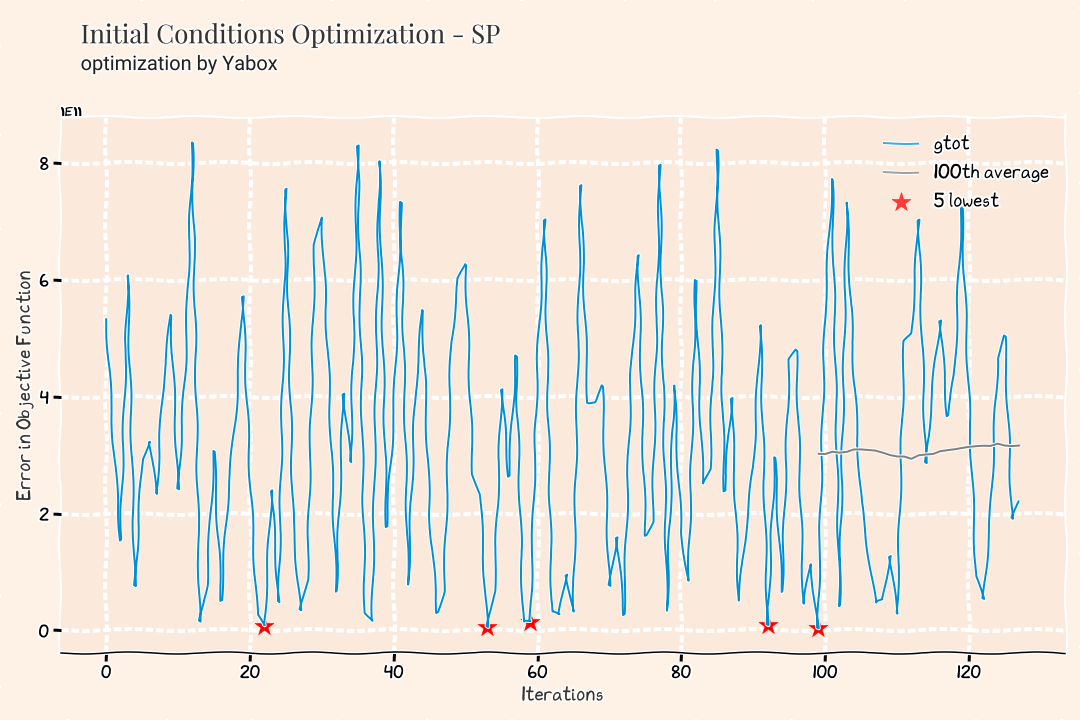 Initial Conditions Optimization - SP
optimization by Yabox
1E11
gtot
100th average
5 lowest
Error in Objective Function
8
6
4
2
0
0 20 40 60 80 100 120
Iterations